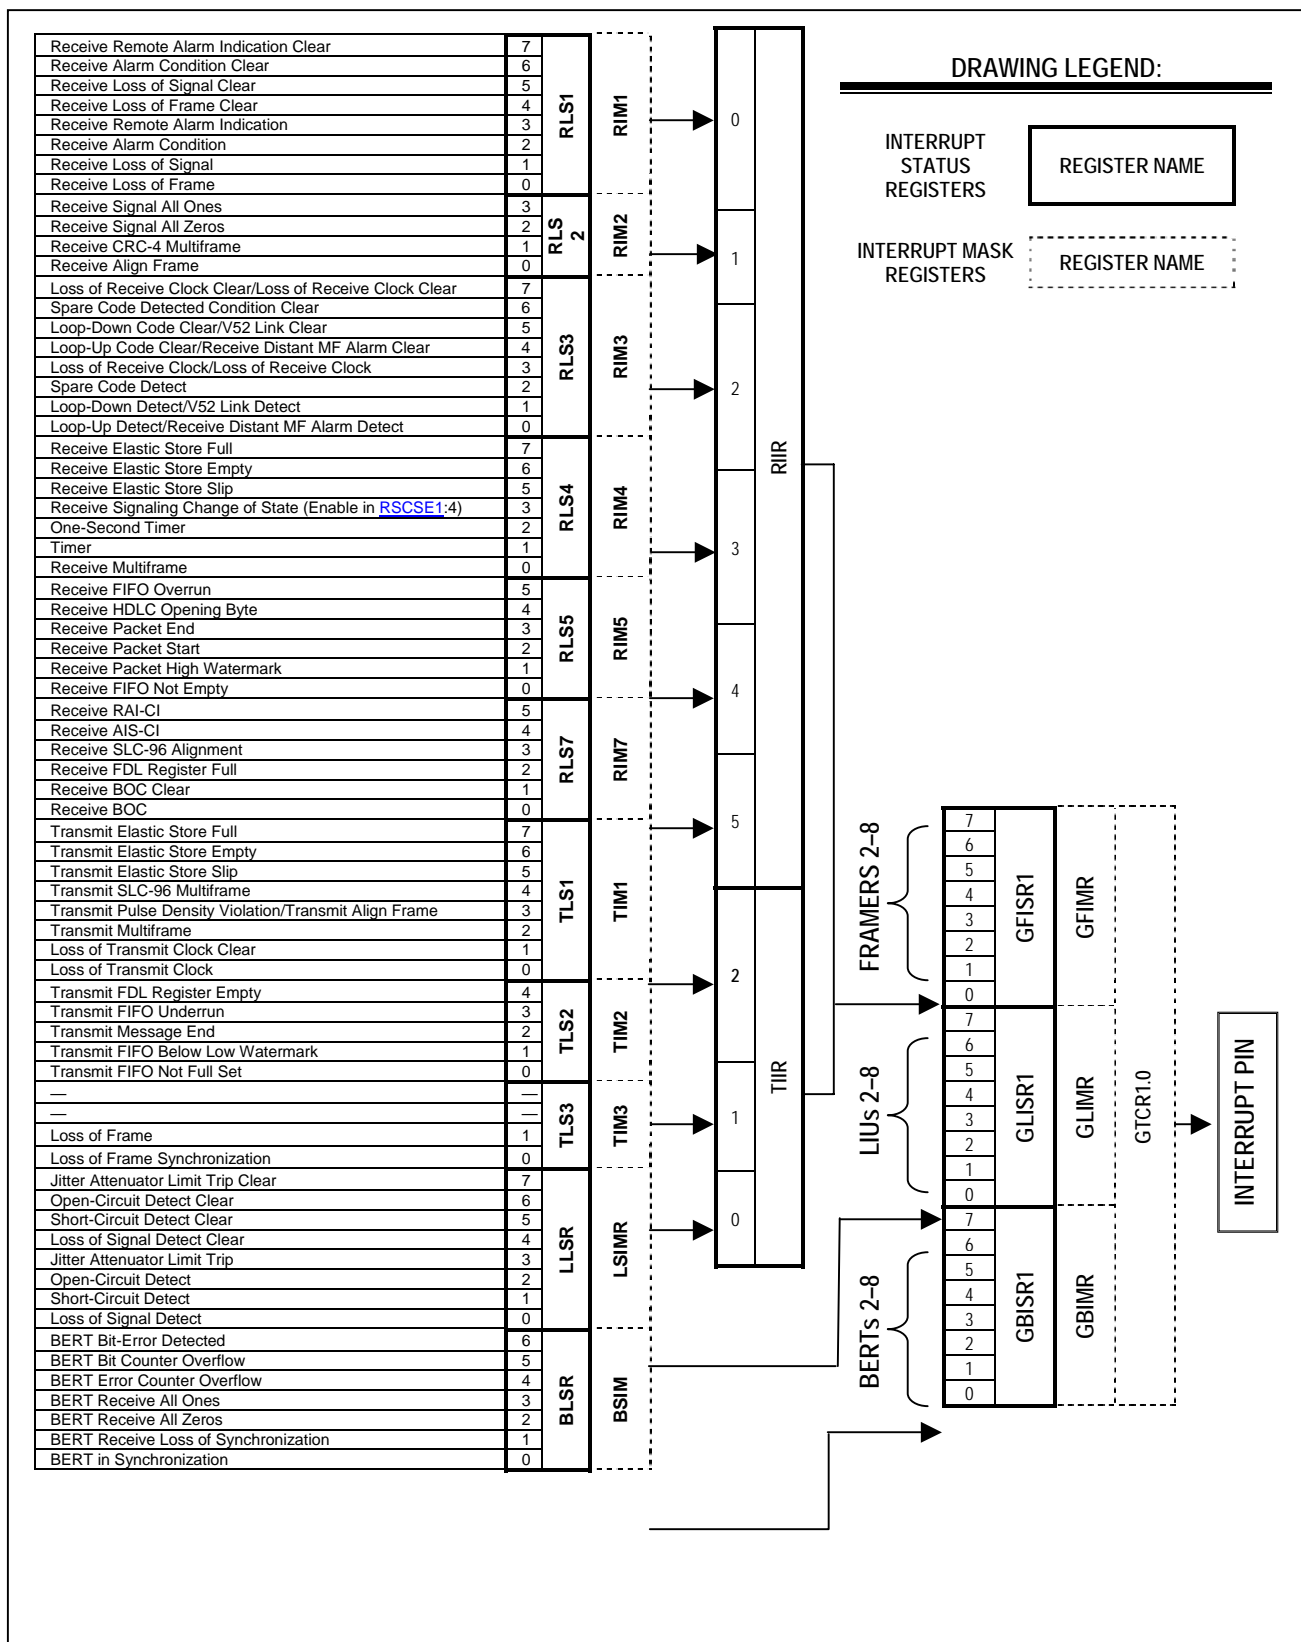 Receive Remote Alarm Indication Clear 7
Receive Alarm Condition Clear 6
Receive Loss of Signal Clear 5
Receive Loss of Frame Clear 4
Receive Remote Alarm Indication 3
Receive Alarm Condition 2
Receive Loss of Signal 1
Receive Loss of Frame 0
RLS1
RIM1
Receive Signal All Ones 3
Receive Signal All Zeros 2
Receive CRC-4 Multiframe 1
Receive Align Frame 0
RLS
2
RIM2
Loss of Receive Clock Clear/Loss of Receive Clock Clear 7
Spare Code Detected Condition Clear 6
Loop-Down Code Clear/V52 Link Clear 5
Loop-Up Code Clear/Receive Distant MF Alarm Clear 4
Loss of Receive Clock/Loss of Receive Clock 3
Spare Code Detect 2
Loop-Down Detect/V52 Link Detect 1
Loop-Up Detect/Receive Distant MF Alarm Detect 0
RLS3
RIM3
Receive Elastic Store Full 7
Receive Elastic Store Empty 6
Receive Elastic Store Slip 5
Receive Signaling Change of State (Enable in RSCSE1:4) 3
One-Second Timer 2
Timer 1
Receive Multiframe 0
RLS4
RIM4
Receive FIFO Overrun 5
Receive HDLC Opening Byte 4
Receive Packet End 3
Receive Packet Start 2
Receive Packet High Watermark 1
Receive FIFO Not Empty 0
RLS5
RIM5
Receive RAI-CI 5
Receive AIS-CI 4
Receive SLC-96 Alignment 3
Receive FDL Register Full 2
Receive BOC Clear 1
Receive BOC 0
RLS7
RIM7
Transmit Elastic Store Full 7
Transmit Elastic Store Empty 6
Transmit Elastic Store Slip 5
Transmit SLC-96 Multiframe 4
Transmit Pulse Density Violation/Transmit Align Frame 3
Transmit Multiframe 2
Loss of Transmit Clock Clear 1
Loss of Transmit Clock 0
TLS1
TIM1
Transmit FDL Register Empty 4
Transmit FIFO Underrun 3
Transmit Message End 2
Transmit FIFO Below Low Watermark 1
Transmit FIFO Not Full Set 0
TLS2
TIM2
— —
— —
Loss of Frame 1
Loss of Frame Synchronization 0
TLS3
TIM3
Jitter Attenuator Limit Trip Clear 7
Open-Circuit Detect Clear 6
Short-Circuit Detect Clear 5
Loss of Signal Detect Clear 4
Jitter Attenuator Limit Trip 3
Open-Circuit Detect 2
Short-Circuit Detect 1
Loss of Signal Detect 0
LLSR
LSIMR
BERT Bit-Error Detected 6
BERT Bit Counter Overflow 5
BERT Error Counter Overflow 4
BERT Receive All Ones 3
BERT Receive All Zeros 2
BERT Receive Loss of Synchronization 1
BERT in Synchronization 0
BLSR
BSIM
0
1
2
3
4
5
RIIR
2
1
0
TIIR
DRAWING LEGEND:
INTERRUPT
STATUS
REGISTERS
REGISTER NAME
INTERRUPT MASK
REGISTERS
REGISTER NAME
FRAMERS 2–8
7
6
5
4
3
2
1
0
GFISR1
GFIMR
LIUs 2–8
7
6
5
4
3
2
1
0
GLISR1
GLIMR
BERTs 2–8
7
6
5
4
3
2
1
0
GBISR1
GBIMR
GTCR1.0
INTERRUPT PIN